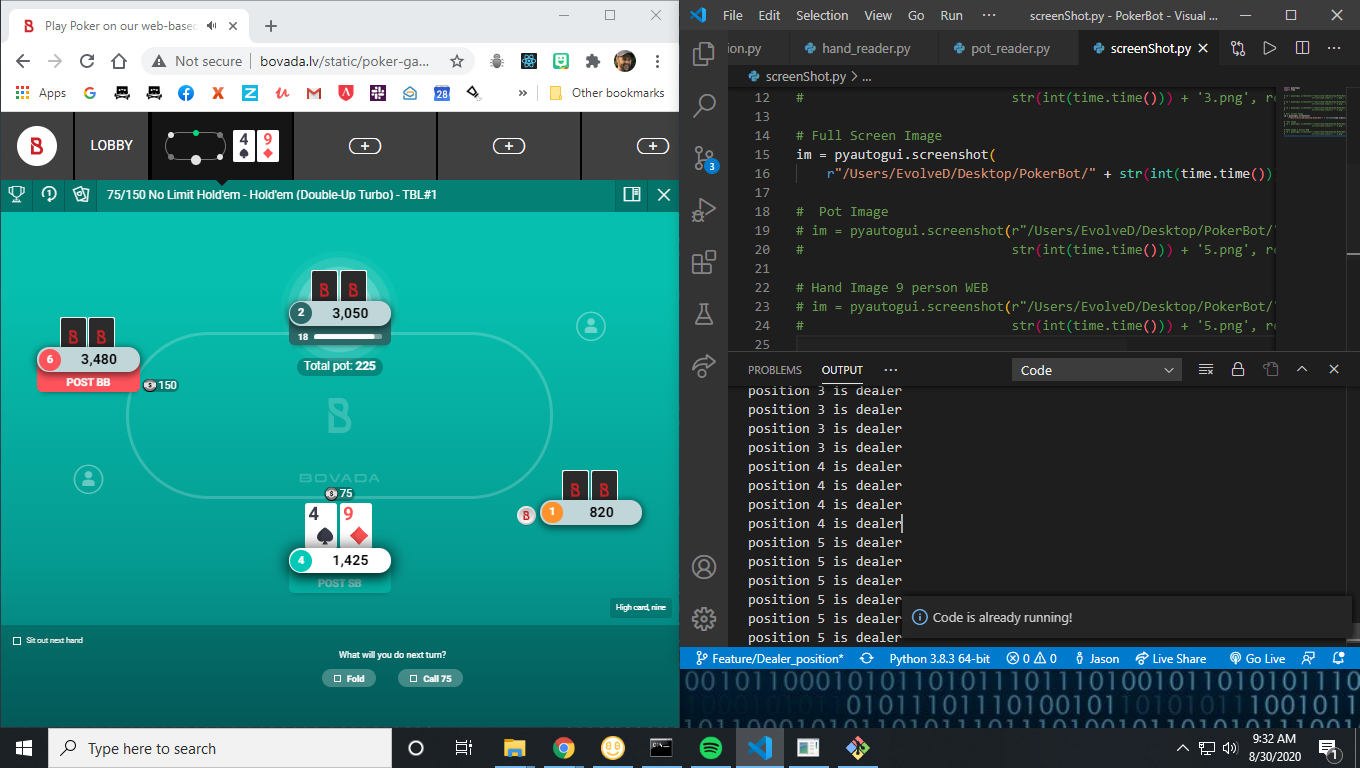 Play Poker on our web-based
Not secure
bovada.lv/static/poker-ga...
Apps
28
Other bookmarks
LOBBY
4
9
75/150 No Limit Hold'em - Hold'em (Double-Up Turbo) - TBL#1
2
3,050
18
Total pot: 225
6
3,480
POST BB
150
BOVADA
75
4
9
4
1,425
POST SB
1
820
High card, nine
Sit out next hand
What will you do next turn?
Fold
Call 75
File Edit Selection View Go Run ··· screenShot.py - PokerBot - Visual ...
ion.py
hand_reader.py
pot_reader.py
screenShot.py
screenShot.py > ...
12 # str(int(time.time())) + '3.png', re
13
14 # Full Screen Image
15 im = pyautogui.screenshot(
16 r"/Users/EvolveD/Desktop/PokerBot/" + str(int(time.time())
17
18 #  Pot Image
19 # im = pyautogui.screenshot(r"/Users/EvolveD/Desktop/PokerBot/"
20 # str(int(time.time())) + '5.png', re
21
22 # Hand Image 9 person WEB
23 # im = pyautogui.screenshot(r"/Users/EvolveD/Desktop/PokerBot/"
24 # str(int(time.time())) + '5.png', re
25
3
PROBLEMS OUTPUT ··· Code
position 3 is dealer
position 3 is dealer
position 3 is dealer
position 3 is dealer
position 4 is dealer
position 4 is dealer
position 4 is dealer
position 4 is dealer
position 5 is dealer
position 5 is dealer
position 5 is dealer
position 5 is dealer
position 5 is dealer
position 5 is dealer
Code is already running!
Feature/Dealer_position* Python 3.8.3 64-bit 0 0 Jason Live Share Go Live
Type here to search
9:32 AM
8/30/2020
1